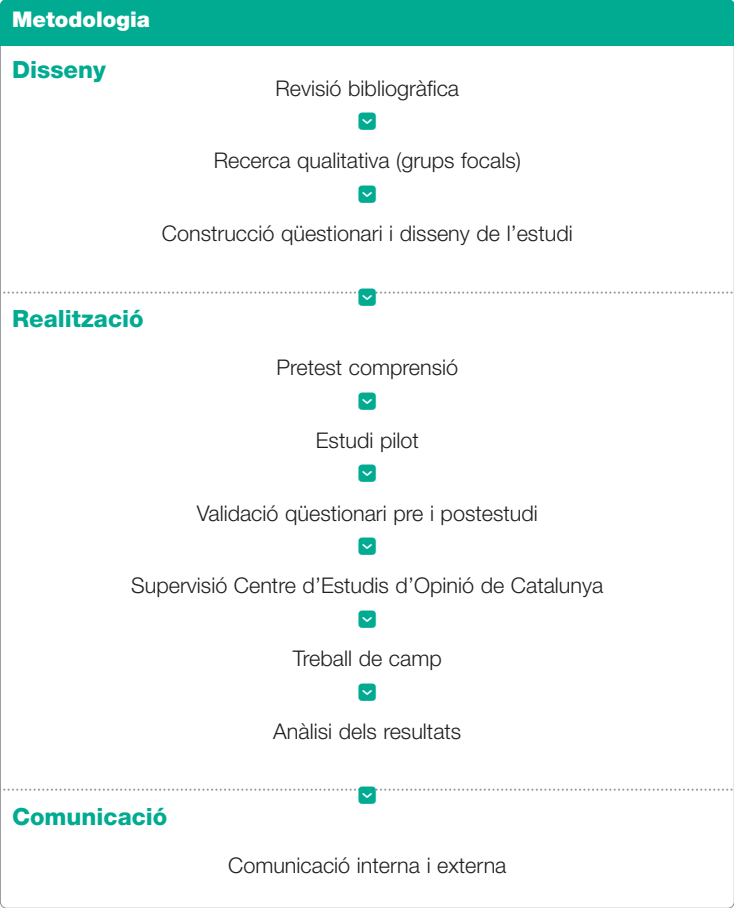 Metodologia
Disseny
Revisió bibliogràfica
Recerca qualitativa (grups focals)
Construcció qüestionari i disseny de l’estudi
Realització
Pretest comprensió
Estudi pilot
Validació qüestionari pre i postestudi
Supervisió Centre d’Estudis d’Opinió de Catalunya
Treball de camp
Anàlisi dels resultats
Comunicació
Comunicació interna i externa